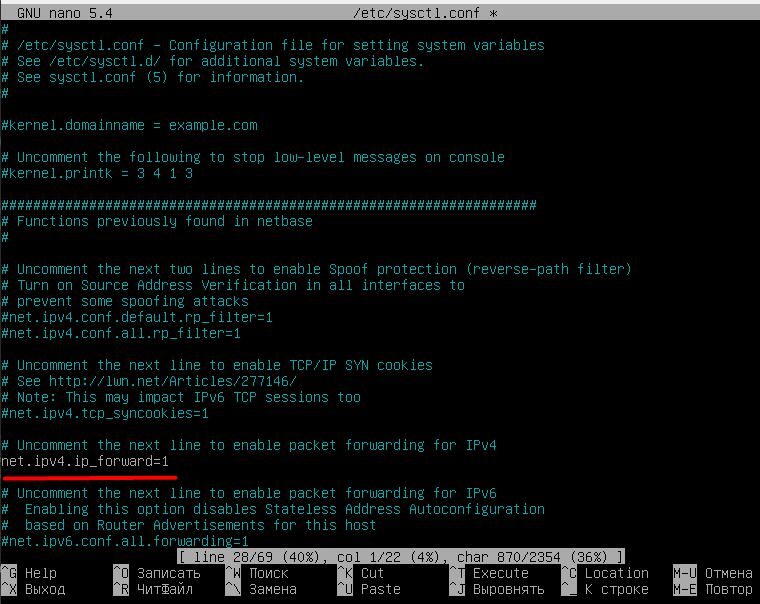 GNU nano 5.4 /etc/sysctl.conf *
#
# /etc/sysctl.conf - Configuration file for setting system variables
# See /etc/sysctl.d/ for additional system variables.
# See sysctl.conf (5) for information.
#
#kernel.domainname = example.com
# Uncomment the following to stop low-level messages on console
#kernel.printk = 3 4 1 3
###################################################################
# Functions previously found in netbase
#
# Uncomment the next two lines to enable Spoof protection (reverse-path filter)
# Turn on Source Address Verification in all interfaces to
# prevent some spoofing attacks
#net.ipv4.conf.default.rp_filter=1
#net.ipv4.conf.all.rp_filter=1
# Uncomment the next line to enable TCP/IP SYN cookies
# See http://lwn.net/Articles/277146/
# Note: This may impact IPv6 TCP sessions too
#net.ipv4.tcp_syncookies=1
# Uncomment the next line to enable packet forwarding for IPv4
net.ipv4.ip_forward=1
# Uncomment the next line to enable packet forwarding for IPv6
#  Enabling this option disables Stateless Address Autoconfiguration
#  based on Router Advertisements for this host
#net.ipv6.conf.all.forwarding=1
[ line 28/69 (40%), col 1/22 (4%), char 870/2354 (36%) ]
^G Help ^O Записать ^W Поиск ^K Cut ^T Execute ^C Location M-U Отмена
^X Выход ^R ЧитФайл ^\ Замена ^U Paste ^J Выровнять ^_ К строке M-E Повтор